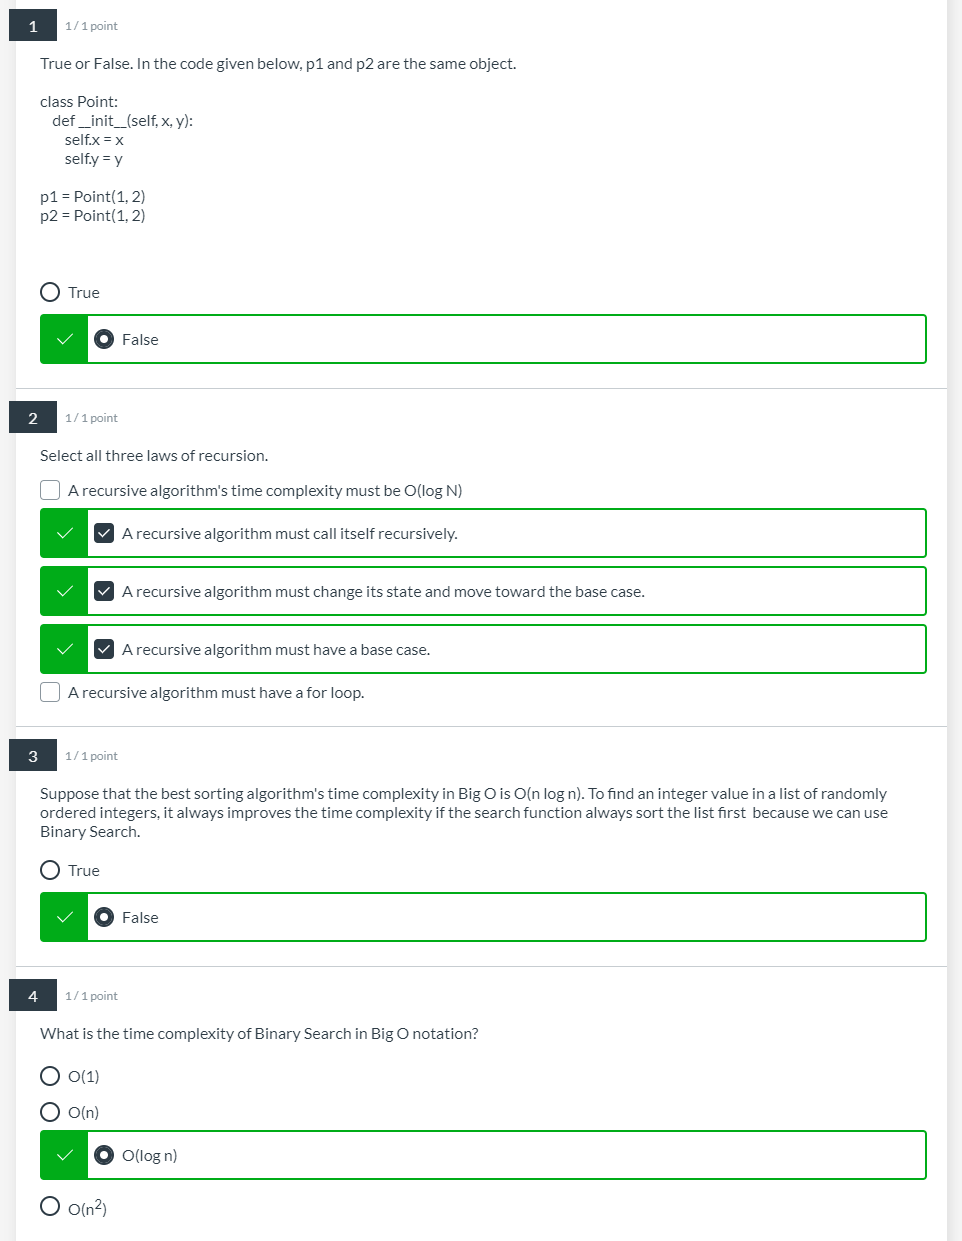 1
1 / 1 point
True or False. In the code given below, p1 and p2 are the same object.
class Point:
def __init__(self, x, y):
self.x = x
self.y = y
p1 = Point(1, 2)
p2 = Point(1, 2)
True
False
2
1 / 1 point
Select all three laws of recursion.
A recursive algorithm's time complexity must be O(log N)
A recursive algorithm must call itself recursively.
A recursive algorithm must change its state and move toward the base case.
A recursive algorithm must have a base case.
A recursive algorithm must have a for loop.
3
1 / 1 point
Suppose that the best sorting algorithm's time complexity in Big O is O(n log n). To find an integer value in a list of randomly
ordered integers, it always improves the time complexity if the search function always sort the list first because we can use
Binary Search.
True
False
4
1 / 1 point
What is the time complexity of Binary Search in Big O notation?
O(1)
O(n)
O(log n)
O(n²)